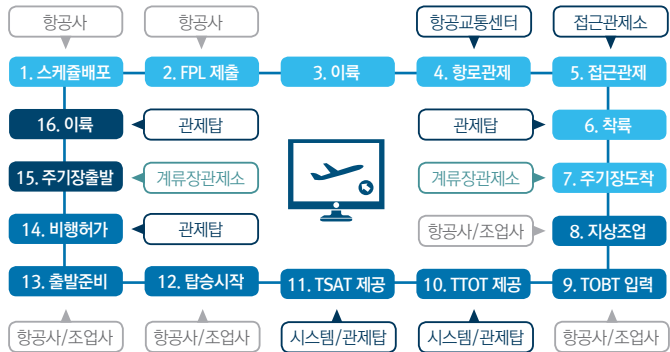 항공사
항공사
항공교통센터
접근관제소
1. 스케쥴배포
2. FPL 제출
3. 이륙
4. 항로관제
5. 접근관제
16. 이륙
관제탑
관제탑
6. 착륙
15. 주기장출발
계류장관제소
계류장관제소
7. 주기장도착
14. 비행허가
관제탑
항공사/조업사
8. 지상조업
13. 출발준비
12. 탑승시작
11. TSAT 제공
10. TTOT 제공
9. TOBT 입력
항공사/조업사
항공사/조업사
시스템/관제탑
시스템/관제탑
항공사/조업사